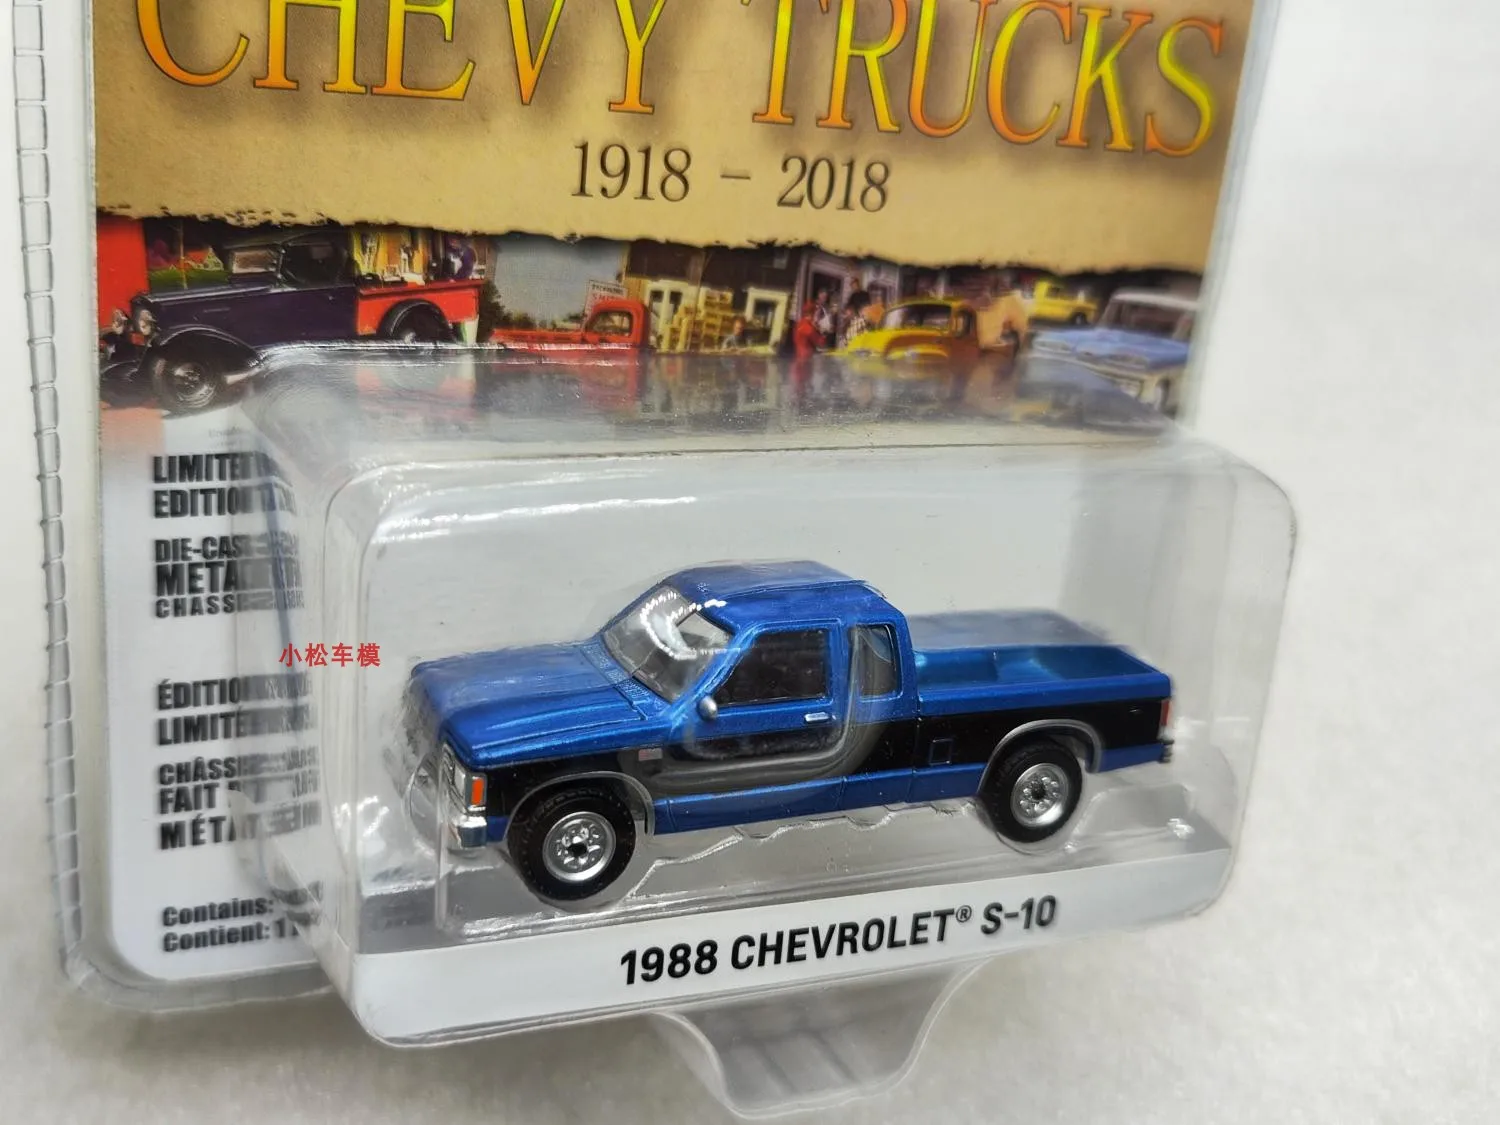 CHEVY TRUCKS
1918 - 2018
LIMITED
EDITION
DIE-CAST
METAL
CHASSIS
小松车模
ÉDITION
LIMITÉE
CHÂSSIS
FAIT
MÉTAL
Contains:
Contient: 1
1988 CHEVROLET® S-10